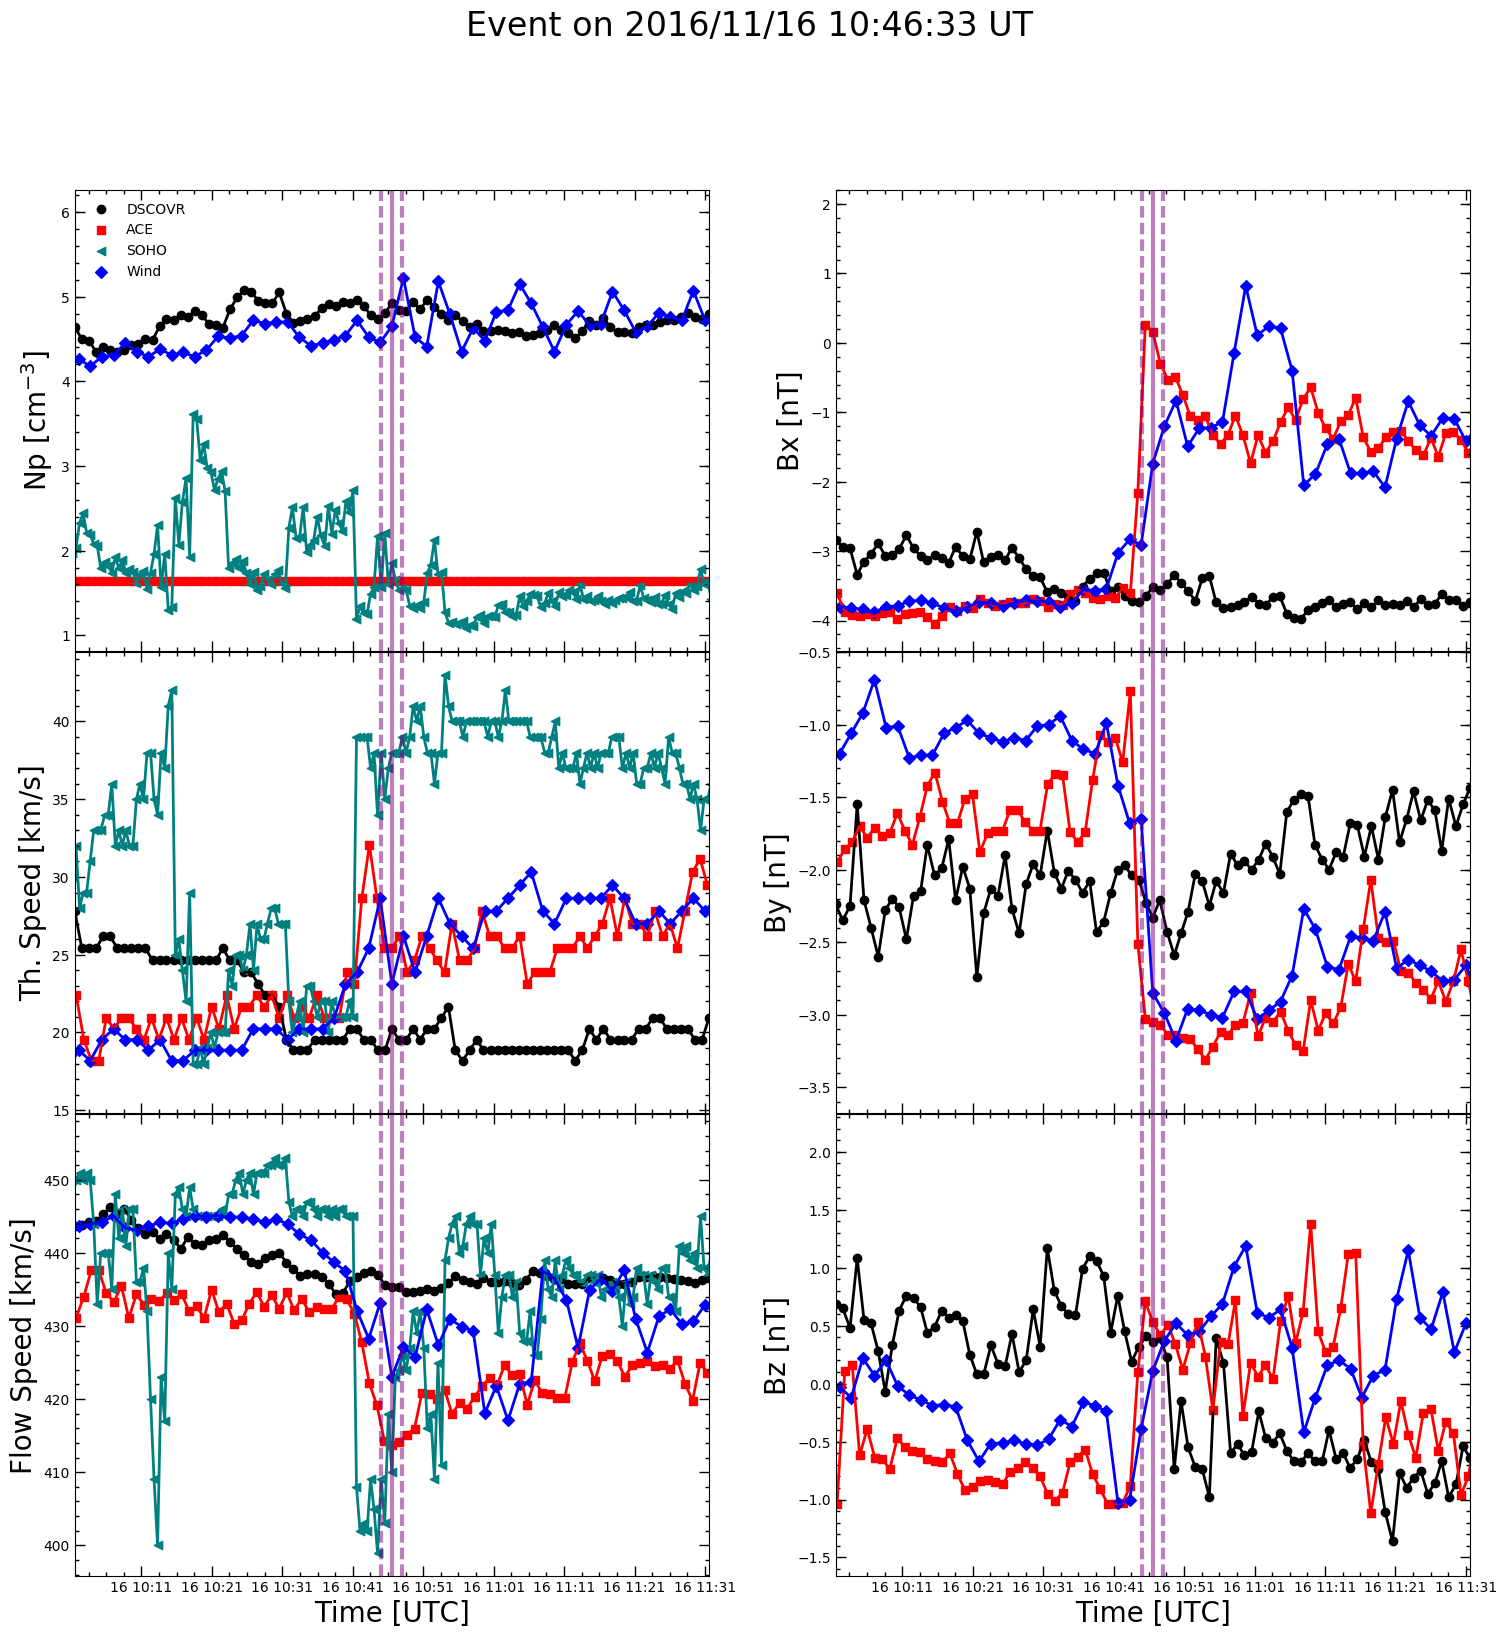 Event on 2016/11/16 10:46:33 UT
DSCOVR
ACE
SOHO
Wind
Np [cm⁻³]
6
5
4
3
2
1
Bx [nT]
2
1
0
−1
−2
−3
−4
Th. Speed [km/s]
40
35
30
25
20
15
By [nT]
−0.5
−1.0
−1.5
−2.0
−2.5
−3.0
−3.5
Flow Speed [km/s]
450
440
430
420
410
400
Bz [nT]
2.0
1.5
1.0
0.5
0.0
−0.5
−1.0
−1.5
16 10:11 16 10:21 16 10:31 16 10:41 16 10:51 16 11:01 16 11:11 16 11:21 16 11:31
Time [UTC]
16 10:11 16 10:21 16 10:31 16 10:41 16 10:51 16 11:01 16 11:11 16 11:21 16 11:31
Time [UTC]